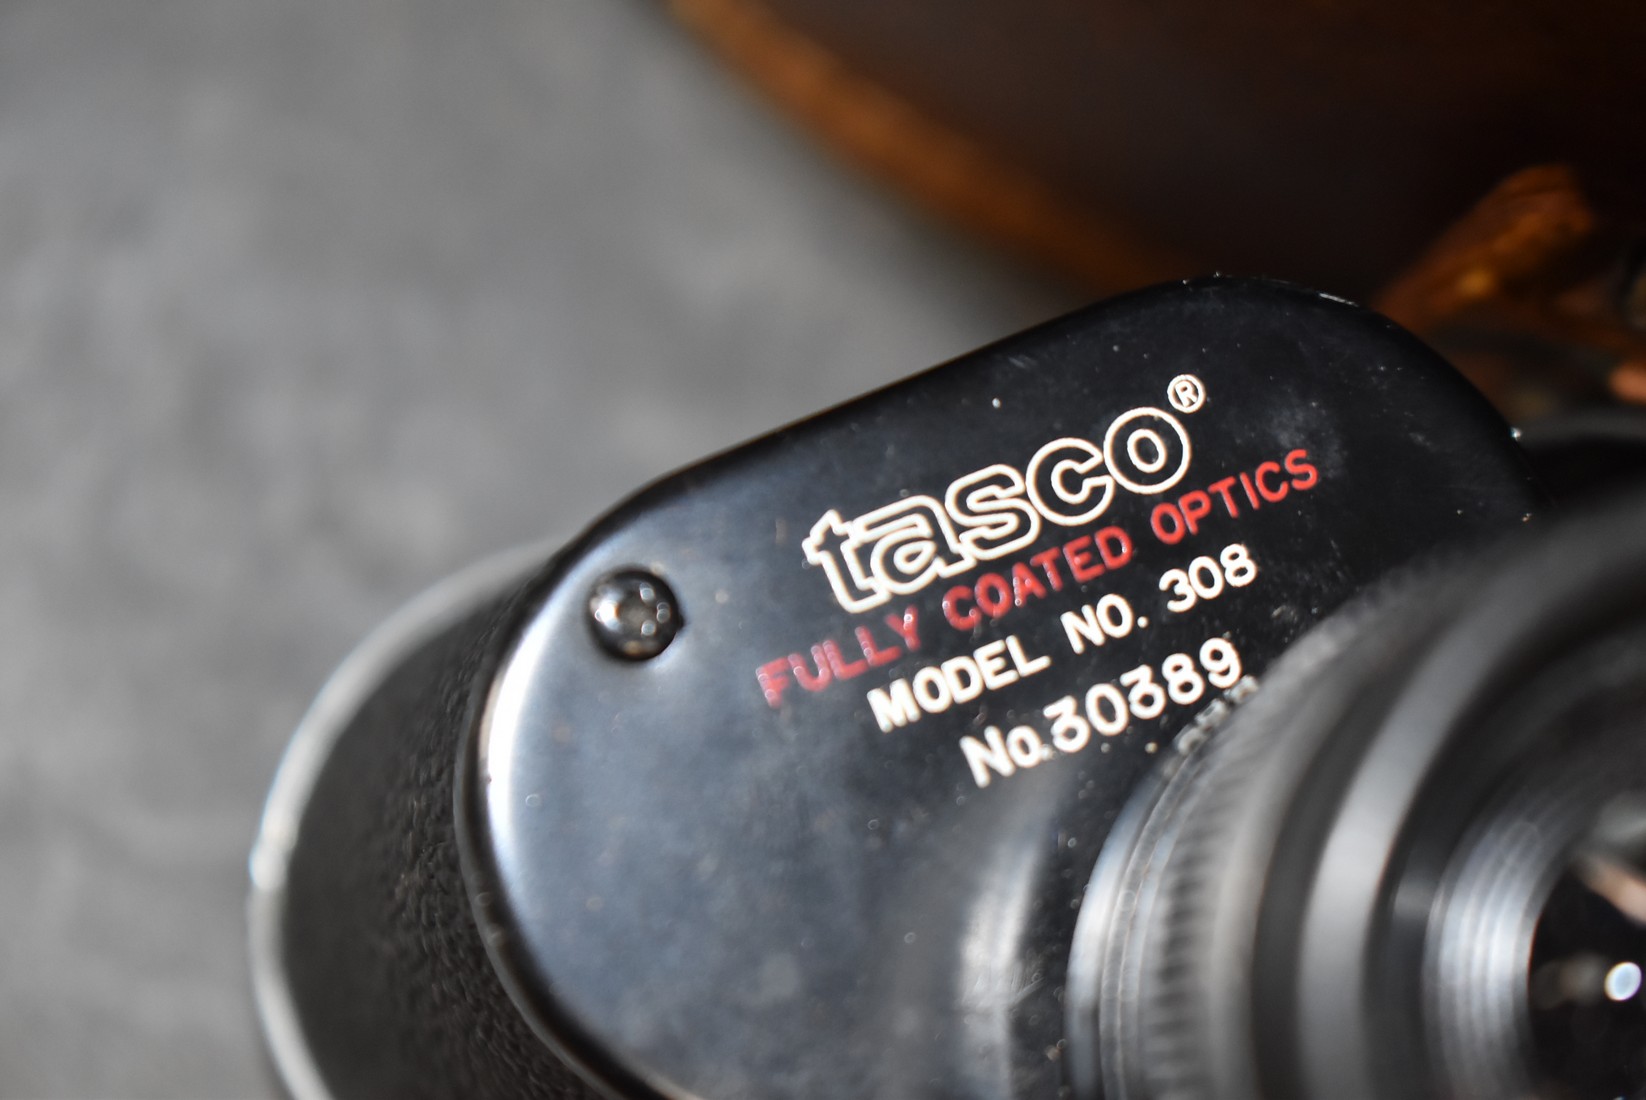 tasco®
FULLY COATED OPTICS
MODEL NO. 308
No.30389